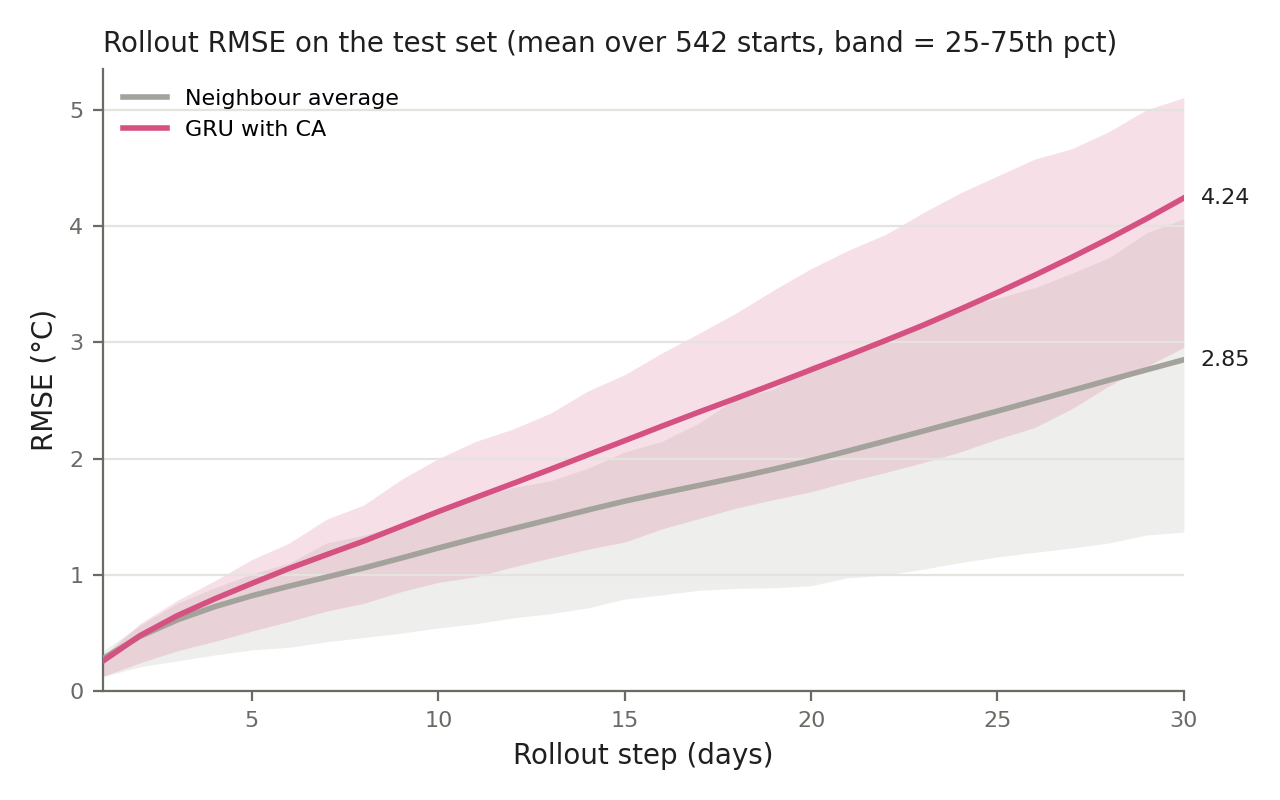 Rollout RMSE on the test set (mean over 542 starts, band = 25-75th pct)
Neighbour average
GRU with CA
RMSE (°C)
5
4
3
2
1
0
4.24
2.85
5
10
15
20
25
30
Rollout step (days)